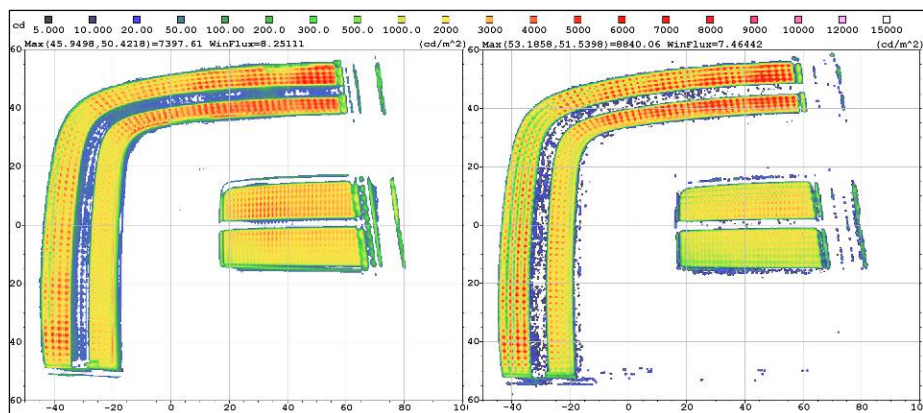 cd
5.000 10.000 20.00 50.00 100.00 200.0 300.0 500.0 1000.0 2000 3000 4000 5000 6000 7000 8000 9000 10000 12000 15000
Max(45.9498,50.4218)=7397.61 WinFlux=8.25111 (cd/m^2)
Max(53.1858,51.5398)=8840.06 WinFlux=7.46442 (cd/m^2)
60 60
40 40
20 20
0 0
20 20
40 40
60 60
−40 −20 0 20 40 60 80 100 −40 −20 0 20 40 60 80 10